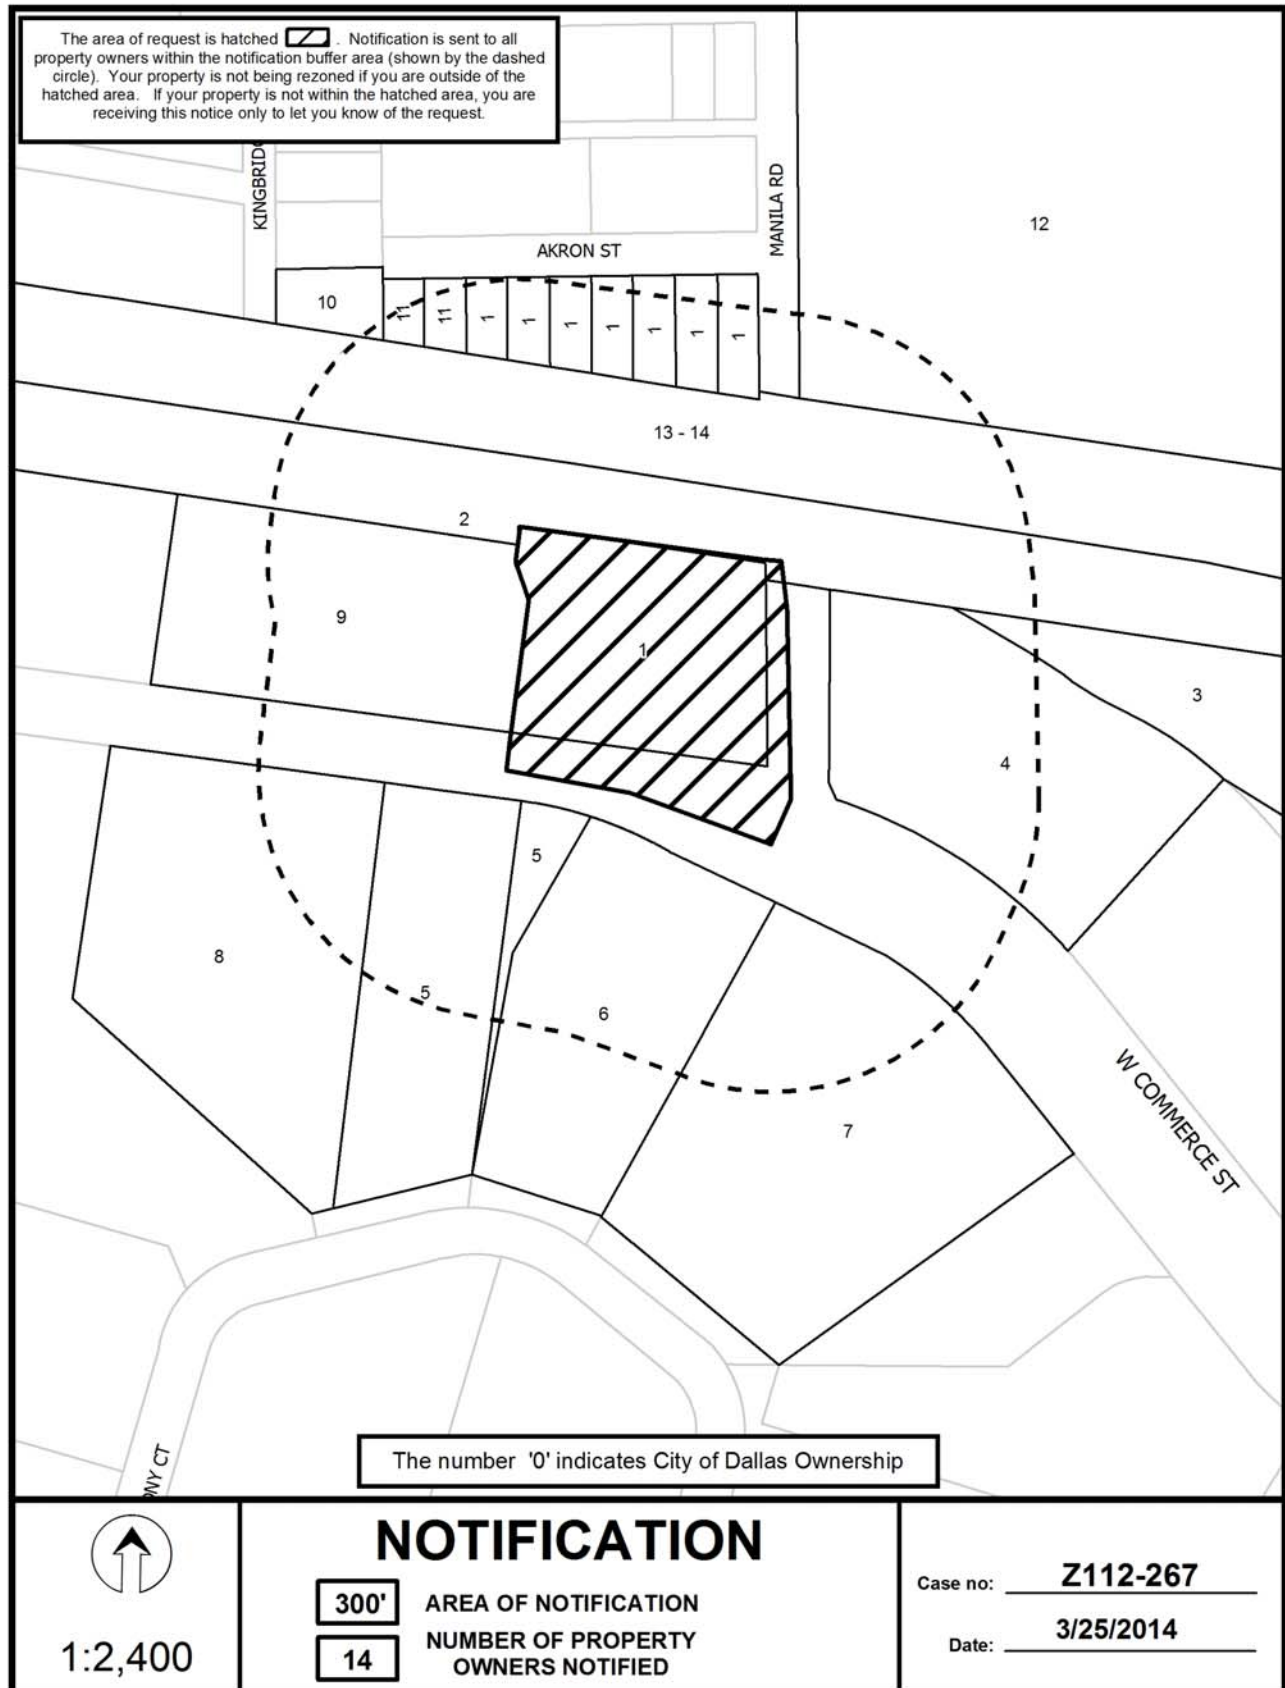 The area of request is hatched . Notification is sent to all
property owners within the notification buffer area (shown by the dashed
circle). Your property is not being rezoned if you are outside of the
hatched area. If your property is not within the hatched area, you are
receiving this notice only to let you know of the request.
KINGBRIDG
MANILA RD
12
AKRON ST
10
11
11
1
1
1
1
1
1
1
13 - 14
2
9
1
3
4
5
8
5
6
7
W COMMERCE ST
ONY CT
The number '0' indicates City of Dallas Ownership
1:2,400
NOTIFICATION
300' AREA OF NOTIFICATION
14 NUMBER OF PROPERTY
OWNERS NOTIFIED
Case no: Z112-267
Date: 3/25/2014